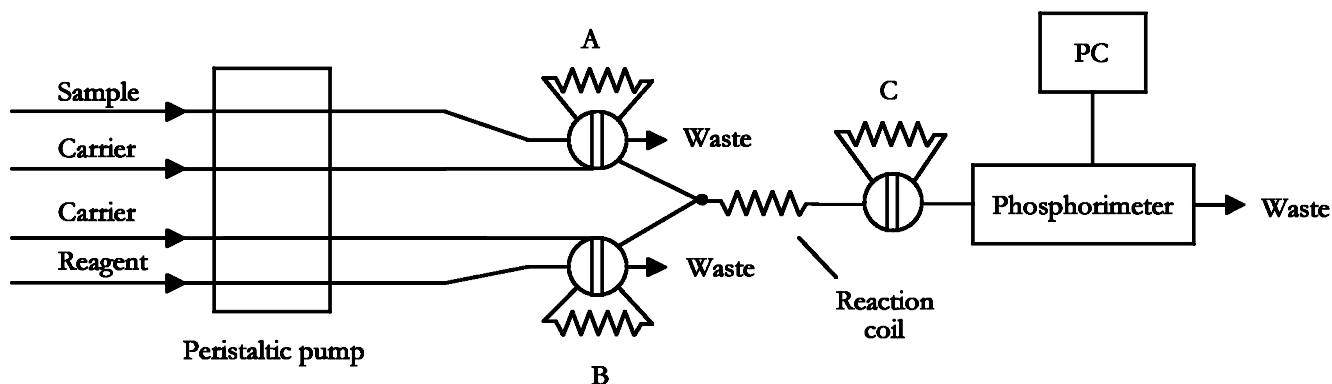 A
PC
Sample
C
Waste
Carrier
Carrier
Phosphorimeter
Waste
Reagent
Waste
Reaction
coil
Peristaltic pump
B